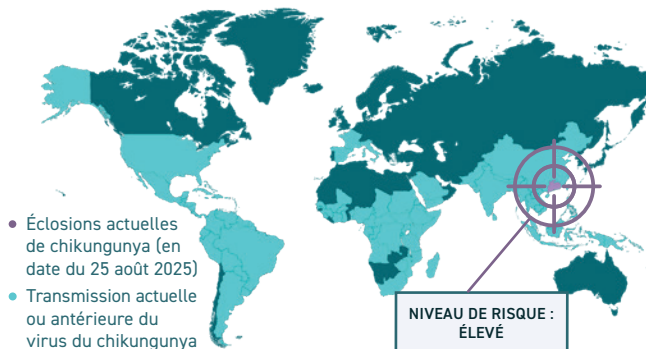 Éclosions actuelles
de chikungunya (en
date du 25 août 2025)
Transmission actuelle
ou antérieure du
virus du chikungunya
NIVEAU DE RISQUE :
ÉLEVÉ